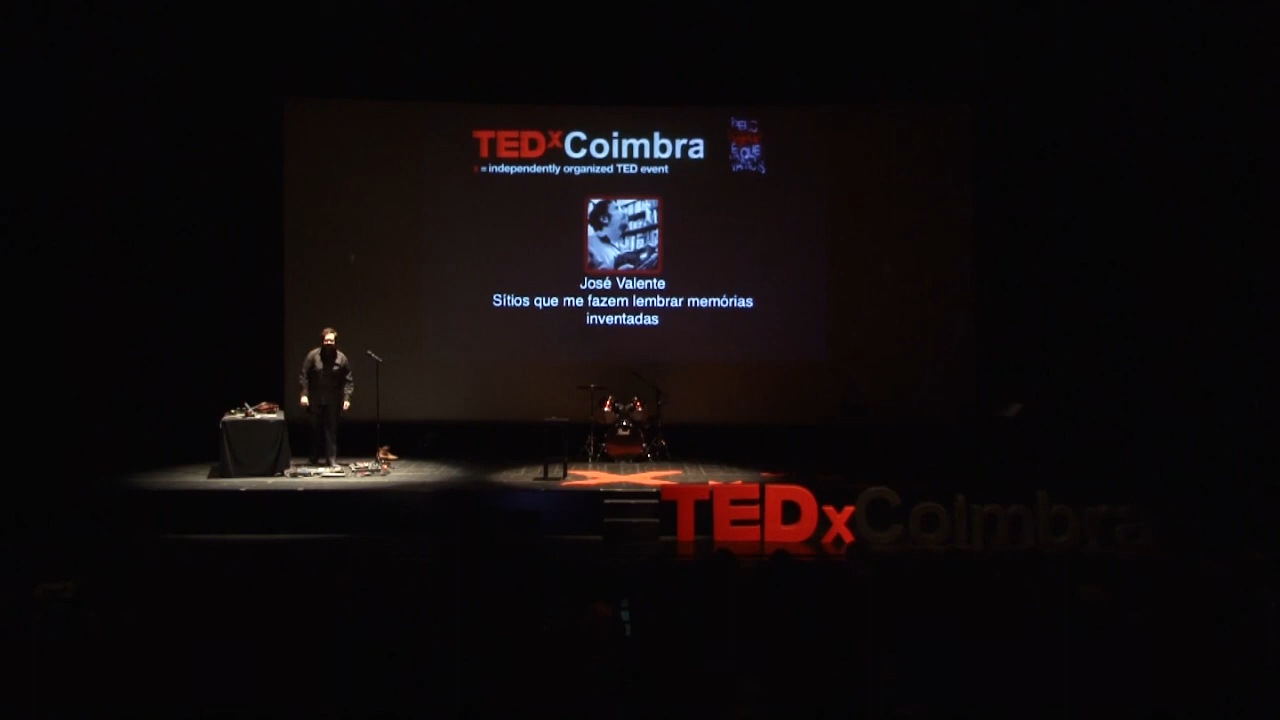 TEDxCoimbra
x = independently organized TED event
José Valente
Sítios que me fazem lembrar memórias
inventadas
TEDxCoimbra